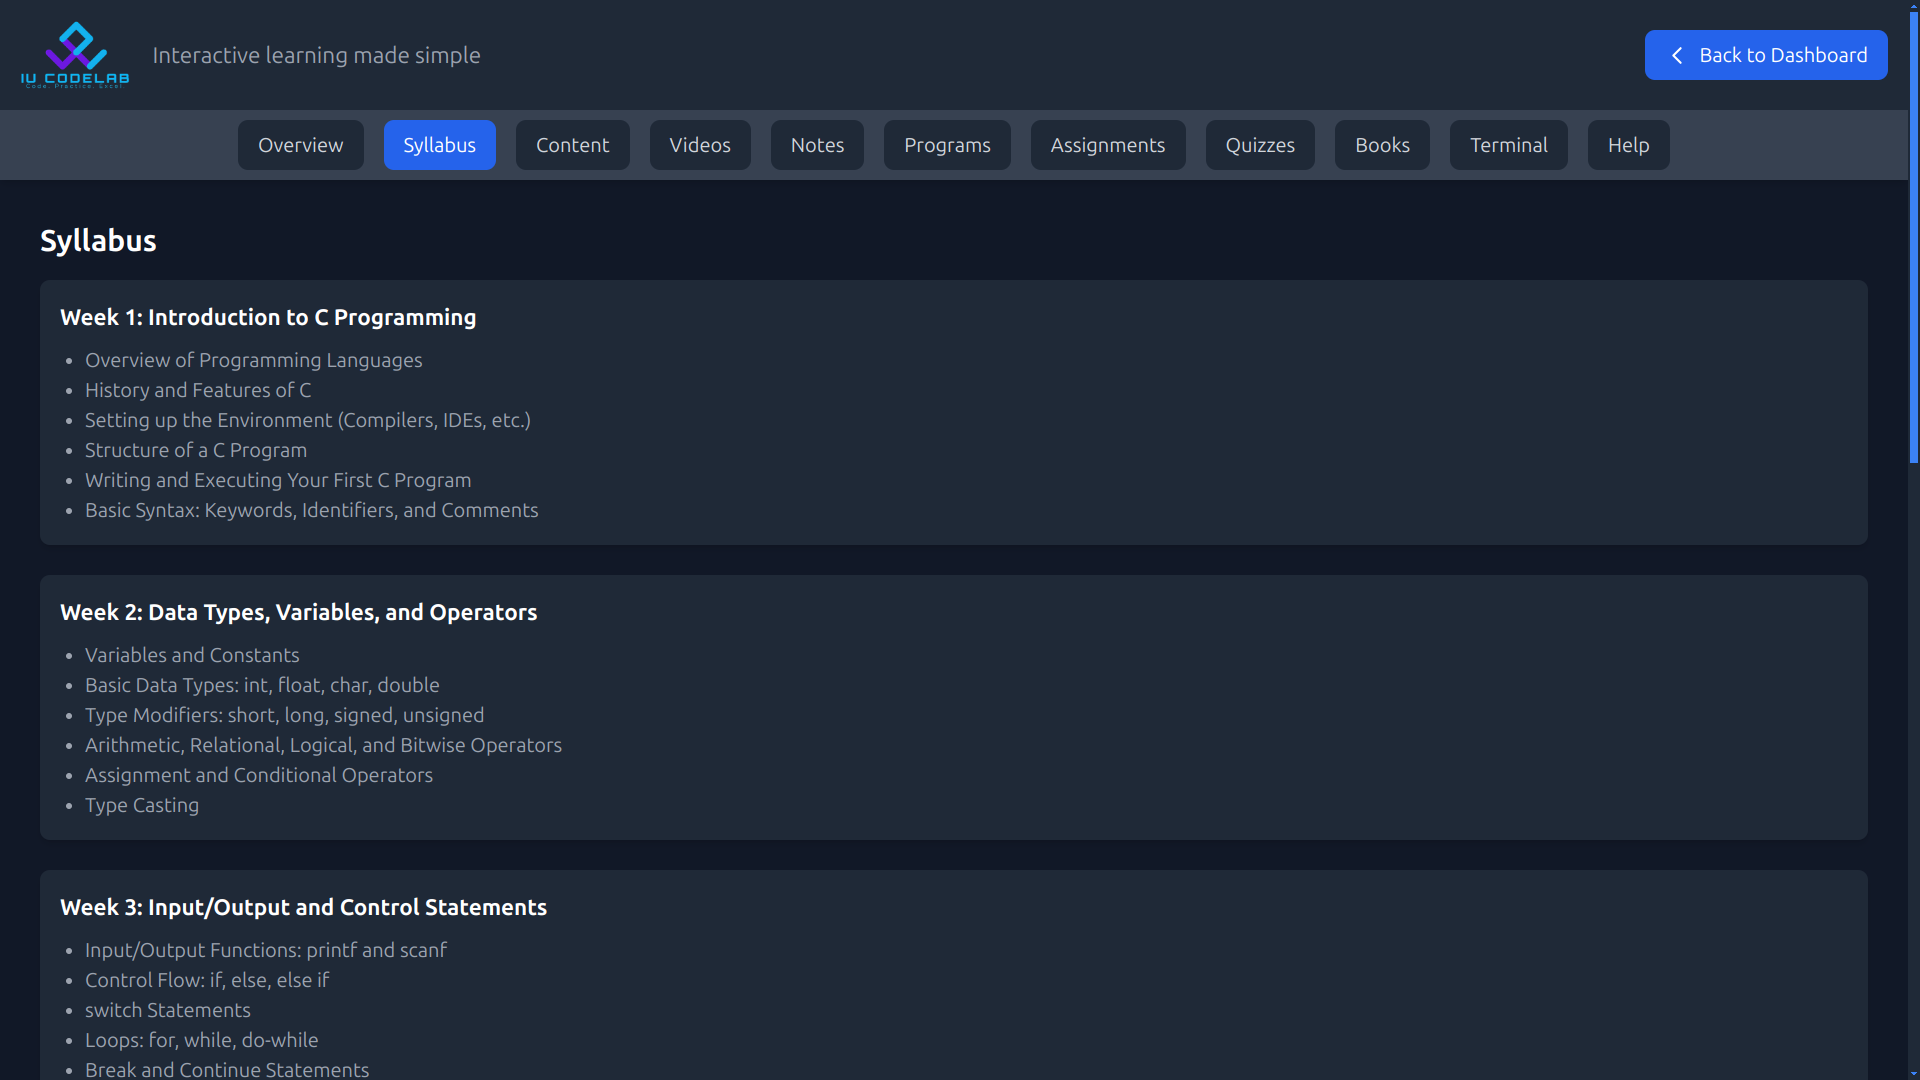 IU CODELAB
Code. Practice. Excel.
Interactive learning made simple
Back to Dashboard
Overview
Syllabus
Content
Videos
Notes
Programs
Assignments
Quizzes
Books
Terminal
Help
Syllabus
Week 1: Introduction to C Programming
• Overview of Programming Languages
• History and Features of C
• Setting up the Environment (Compilers, IDEs, etc.)
• Structure of a C Program
• Writing and Executing Your First C Program
• Basic Syntax: Keywords, Identifiers, and Comments
Week 2: Data Types, Variables, and Operators
• Variables and Constants
• Basic Data Types: int, float, char, double
• Type Modifiers: short, long, signed, unsigned
• Arithmetic, Relational, Logical, and Bitwise Operators
• Assignment and Conditional Operators
• Type Casting
Week 3: Input/Output and Control Statements
• Input/Output Functions: printf and scanf
• Control Flow: if, else, else if
• switch Statements
• Loops: for, while, do-while
• Break and Continue Statements